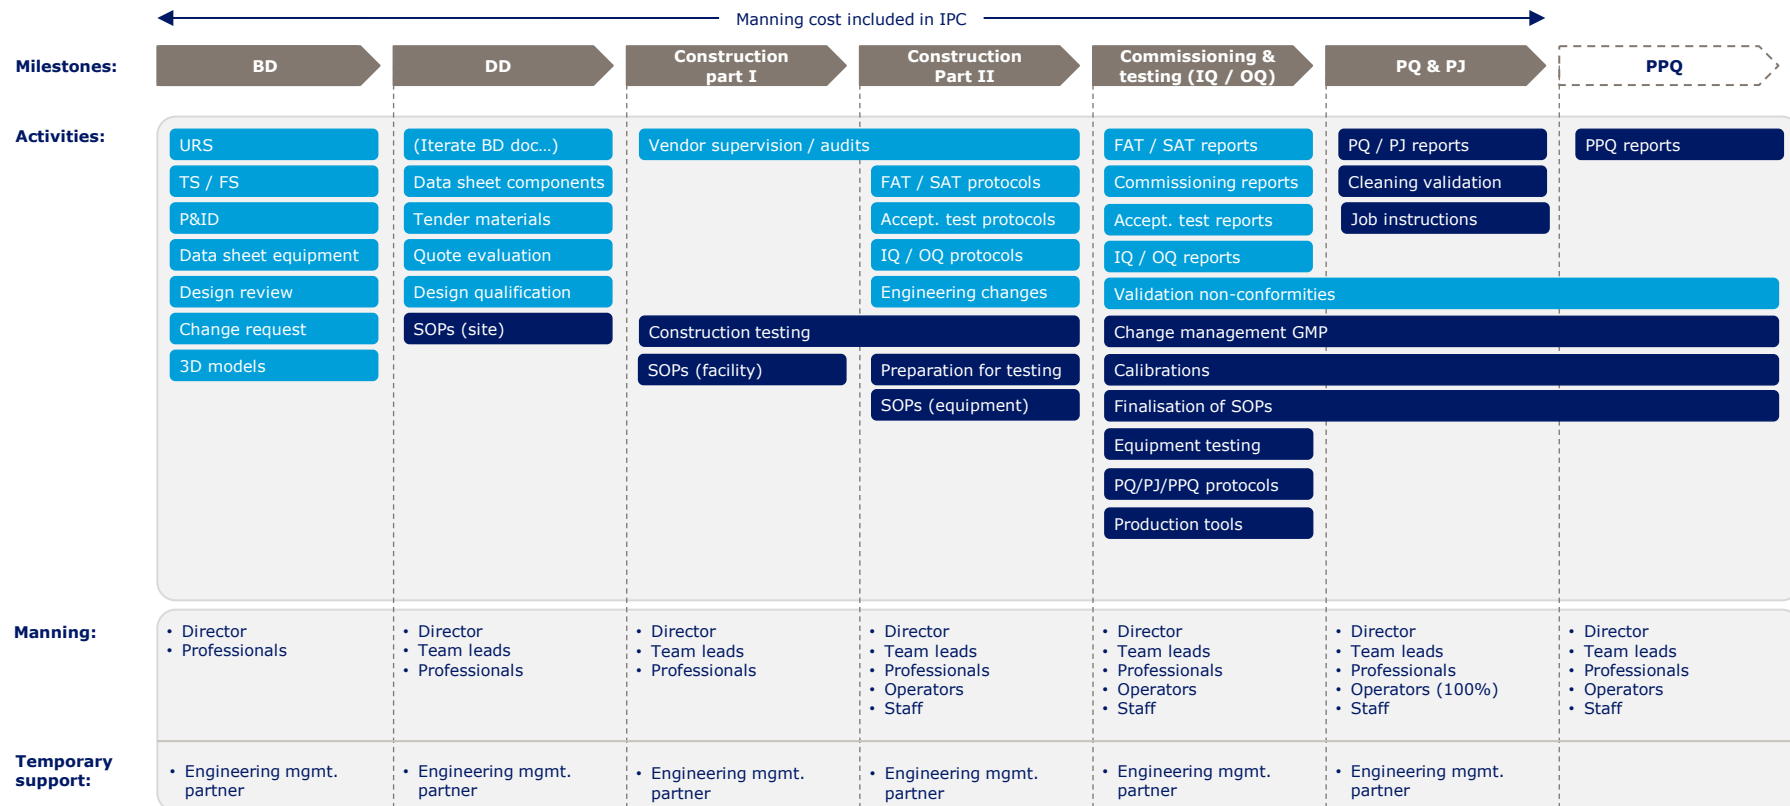 Manning cost included in IPC
Milestones:
BD
DD
Construction
part I
Construction
Part II
Commissioning &
testing (IQ / OQ)
PQ & PJ
PPQ
Activities:
URS
TS / FS
P&ID
Data sheet equipment
Design review
Change request
3D models
(Iterate BD doc...)
Data sheet components
Tender materials
Quote evaluation
Design qualification
SOPs (site)
Vendor supervision / audits
FAT / SAT protocols
Accept. test protocols
IQ / OQ protocols
Engineering changes
Construction testing
SOPs (facility)
Preparation for testing
SOPs (equipment)
FAT / SAT reports
Commissioning reports
Accept. test reports
IQ / OQ reports
Validation non-conformities
Change management GMP
Calibrations
Finalisation of SOPs
Equipment testing
PQ/PJ/PPQ protocols
Production tools
PQ / PJ reports
Cleaning validation
Job instructions
PPQ reports
Manning:
• Director
• Professionals
• Director
• Team leads
• Professionals
• Director
• Team leads
• Professionals
• Director
• Team leads
• Professionals
• Operators
• Staff
• Director
• Team leads
• Professionals
• Operators
• Staff
• Director
• Team leads
• Professionals
• Operators (100%)
• Staff
• Director
• Team leads
• Professionals
• Operators
• Staff
Temporary
support:
• Engineering mgmt.
partner
• Engineering mgmt.
partner
• Engineering mgmt.
partner
• Engineering mgmt.
partner
• Engineering mgmt.
partner
• Engineering mgmt.
partner